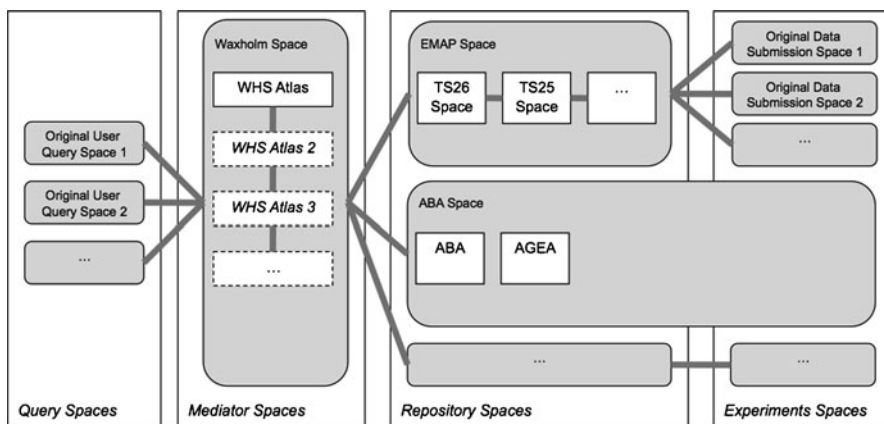 Original User
Query Space 1
Original User
Query Space 2
...
Query Spaces
Waxholm Space
WHS Atlas
WHS Atlas 2
WHS Atlas 3
...
Mediator Spaces
EMAP Space
TS26
Space
TS25
Space
...
ABA Space
ABA
AGEA
...
Repository Spaces
Original Data
Submission Space 1
Original Data
Submission Space 2
...
...
Experiments Spaces